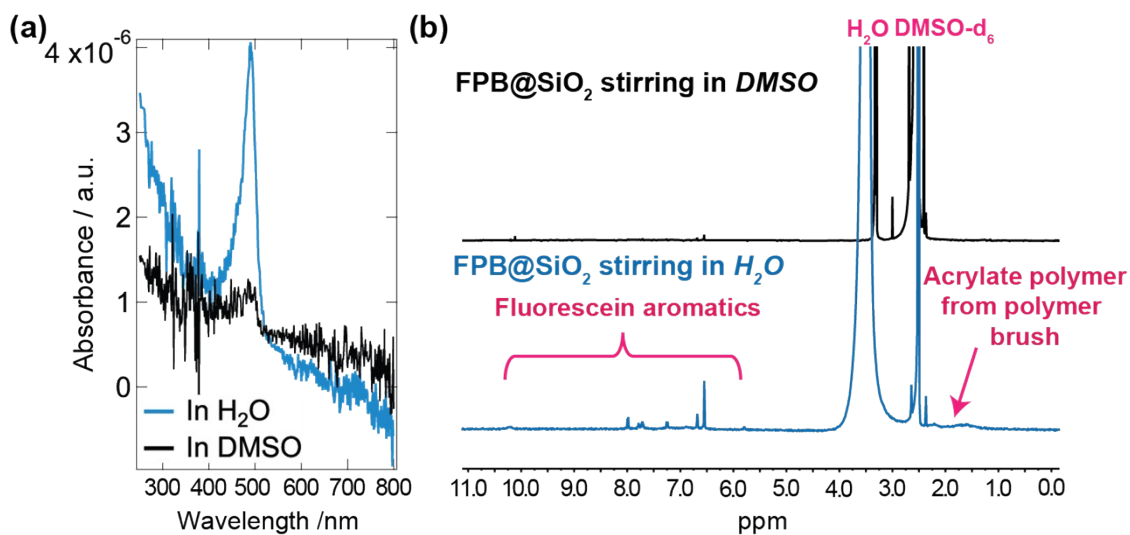 (a)
4 x10⁻⁶
3
2
1
0
Absorbance / a.u.
In H₂O
In DMSO
300 400 500 600 700 800
Wavelength /nm
(b)
H₂O DMSO-d₆
FPB@SiO₂ stirring in DMSO
FPB@SiO₂ stirring in H₂O
Fluorescein aromatics
Acrylate polymer
from polymer
brush
11.0 10.0 9.0 8.0 7.0 6.0 5.0 4.0 3.0 2.0 1.0 0.0
ppm